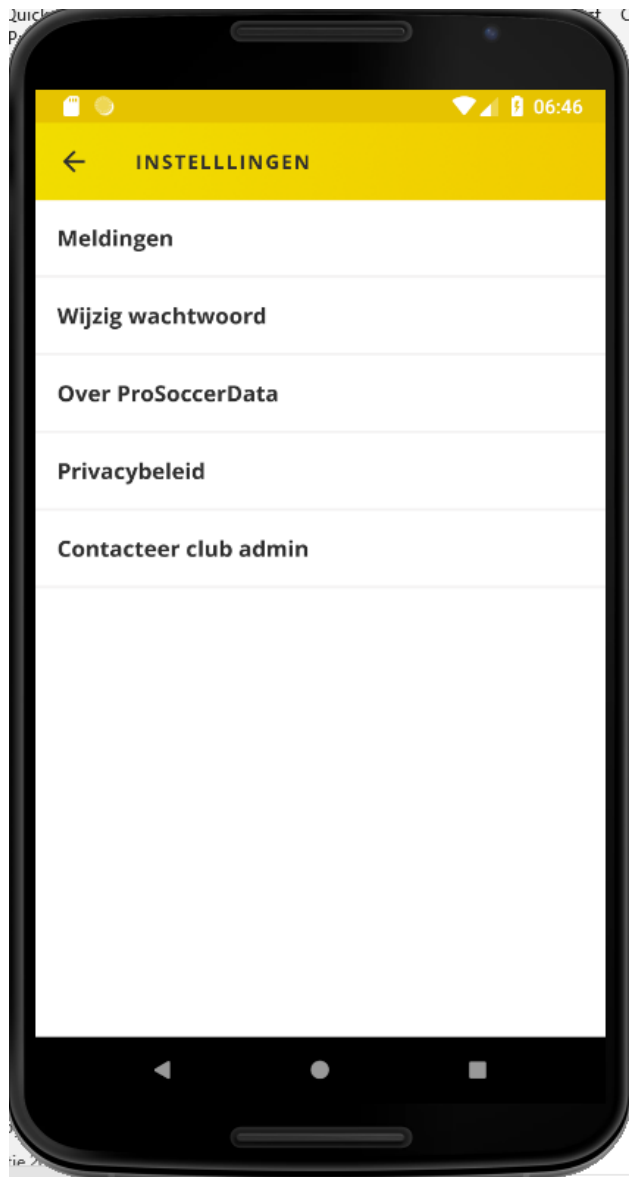 06:46
INSTELLLINGEN
Meldingen
Wijzig wachtwoord
Over ProSoccerData
Privacybeleid
Contacteer club admin